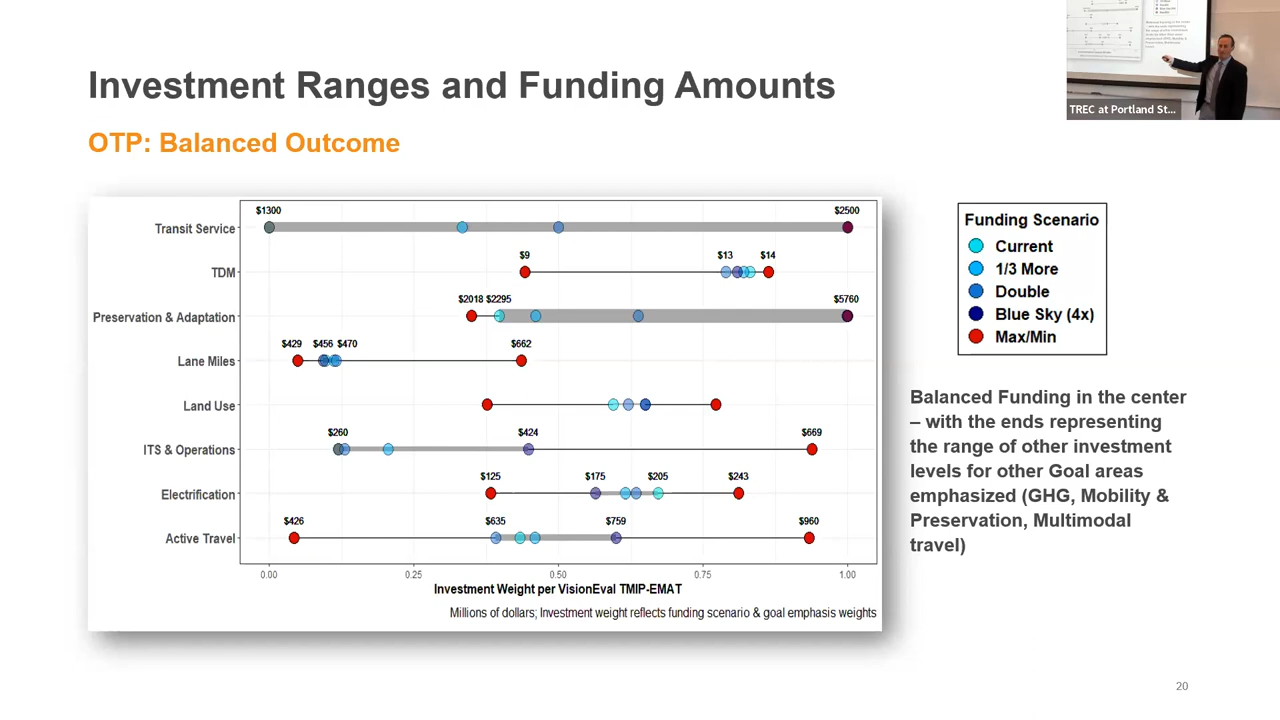 Investment Ranges and Funding Amounts
OTP: Balanced Outcome
TREC at Portland St...
$1300 $2500
Transit Service
$9 $13 $14
TDM
$2018 $2295 $5760
Preservation & Adaptation
$429 $456 $470 $662
Lane Miles
Land Use
$260 $424 $669
ITS & Operations
$125 $175 $205 $243
Electrification
$426 $635 $759 $960
Active Travel
0.00 0.25 0.50 0.75 1.00
Investment Weight per VisionEval TMIP-EMAT
Millions of dollars; Investment weight reflects funding scenario & goal emphasis weights
Funding Scenario
Current
1/3 More
Double
Blue Sky (4x)
Max/Min
Balanced Funding in the center
– with the ends representing
the range of other investment
levels for other Goal areas
emphasized (GHG, Mobility &
Preservation, Multimodal
travel)
20